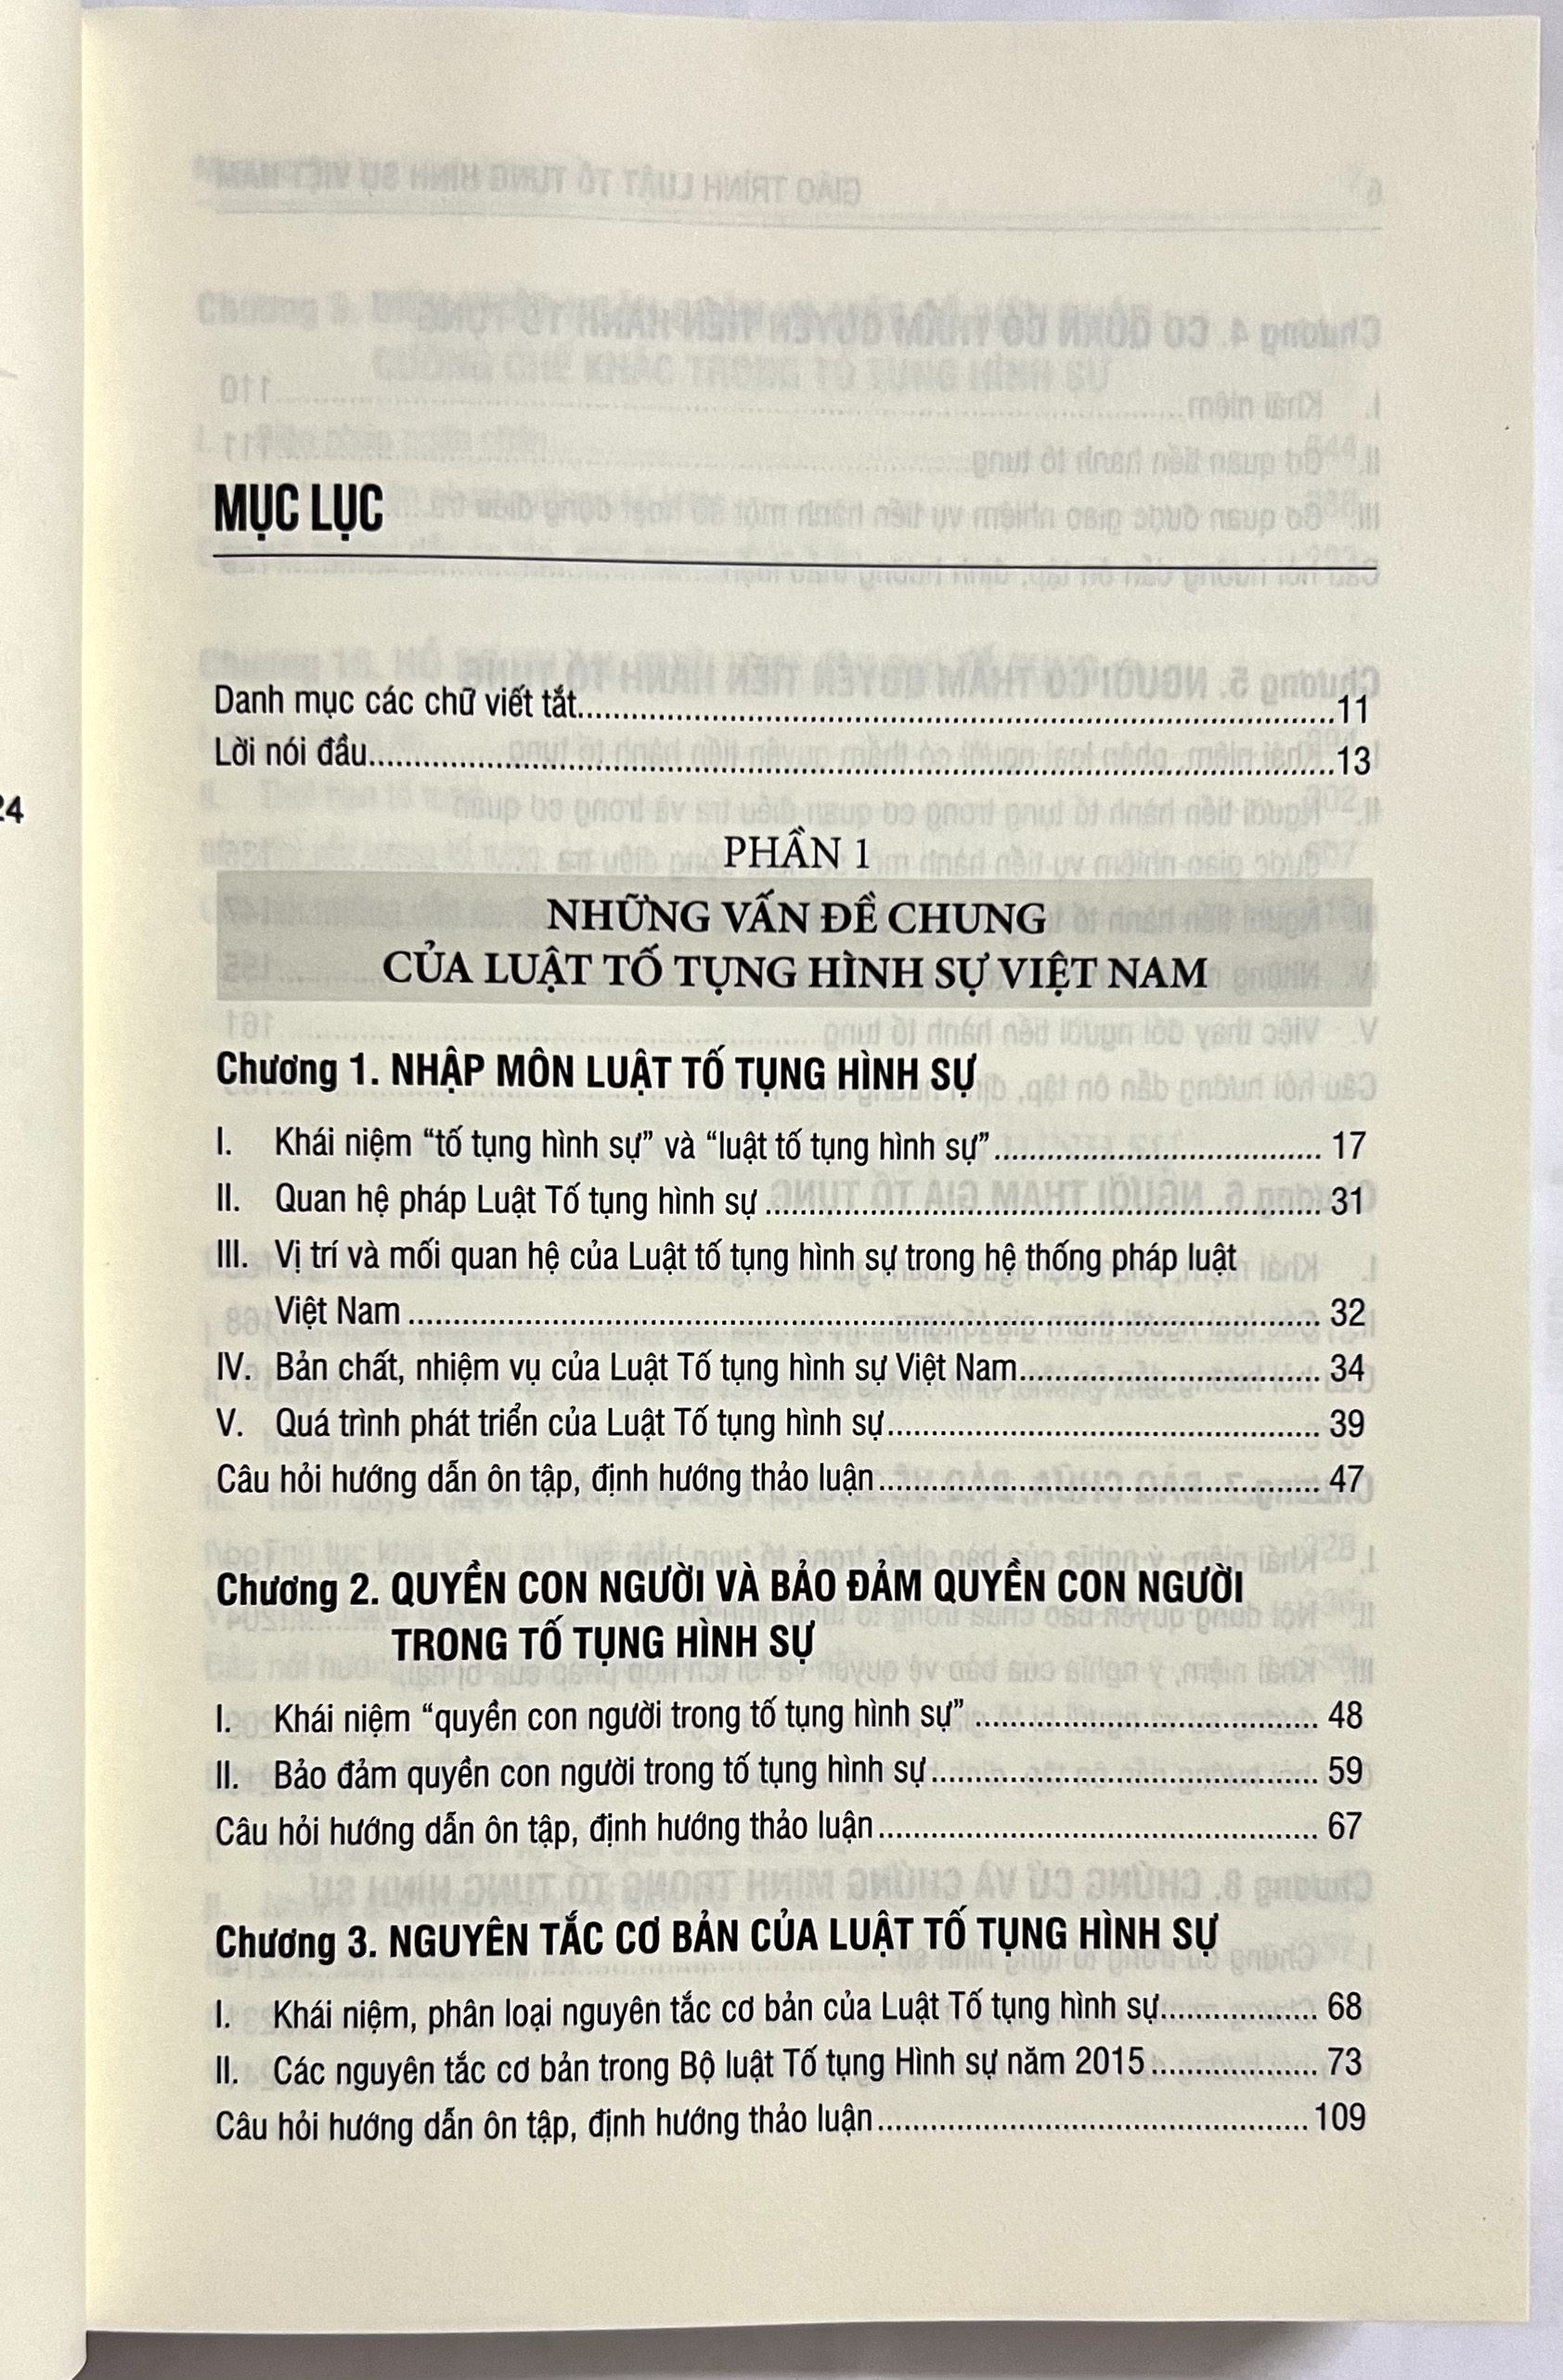 24
MỤC LỤC
Danh mục các chữ viết tắt........11
Lời nói đầu........13
PHẦN 1
NHỮNG VẤN ĐỀ CHUNG
CỦA LUẬT TỐ TỤNG HÌNH SỰ VIỆT NAM
Chương 1. NHẬP MÔN LUẬT TỐ TỤNG HÌNH SỰ
I. Khái niệm “tố tụng hình sự” và “luật tố tụng hình sự”........ 17
II. Quan hệ pháp Luật Tố tụng hình sự ........ 31
III. Vị trí và mối quan hệ của Luật tố tụng hình sự trong hệ thống pháp luật
Việt Nam ........ 32
IV. Bản chất, nhiệm vụ của Luật Tố tụng hình sự Việt Nam........ 34
V. Quá trình phát triển của Luật Tố tụng hình sự........ 39
Câu hỏi hướng dẫn ôn tập, định hướng thảo luận........ 47
Chương 2. QUYỀN CON NGƯỜI VÀ BẢO ĐẢM QUYỀN CON NGƯỜI
TRONG TỐ TỤNG HÌNH SỰ
I. Khái niệm “quyền con người trong tố tụng hình sự” ........ 48
II. Bảo đảm quyền con người trong tố tụng hình sự........ 59
Câu hỏi hướng dẫn ôn tập, định hướng thảo luận........ 67
Chương 3. NGUYÊN TẮC CƠ BẢN CỦA LUẬT TỐ TỤNG HÌNH SỰ
I. Khái niệm, phân loại nguyên tắc cơ bản của Luật Tố tụng hình sự........ 68
II. Các nguyên tắc cơ bản trong Bộ luật Tố tụng Hình sự năm 2015........ 73
Câu hỏi hướng dẫn ôn tập, định hướng thảo luận........109